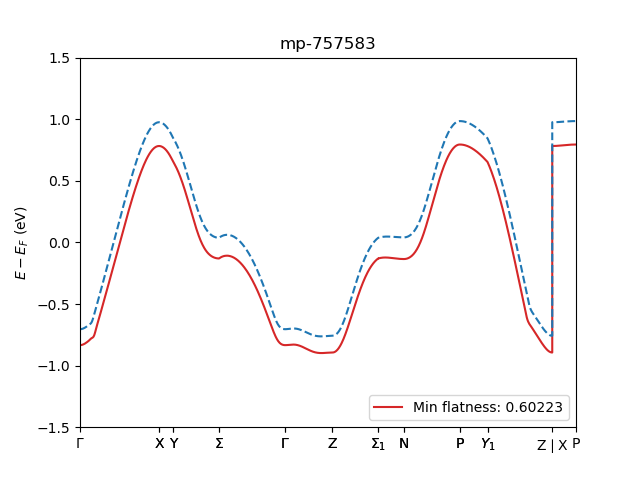 mp-757583
E − E_F (eV)
1.5
1.0
0.5
0.0
−0.5
−1.0
−1.5
Min flatness: 0.60223
Γ X Y Σ Γ Z Σ₁ N P Y₁ Z | X P